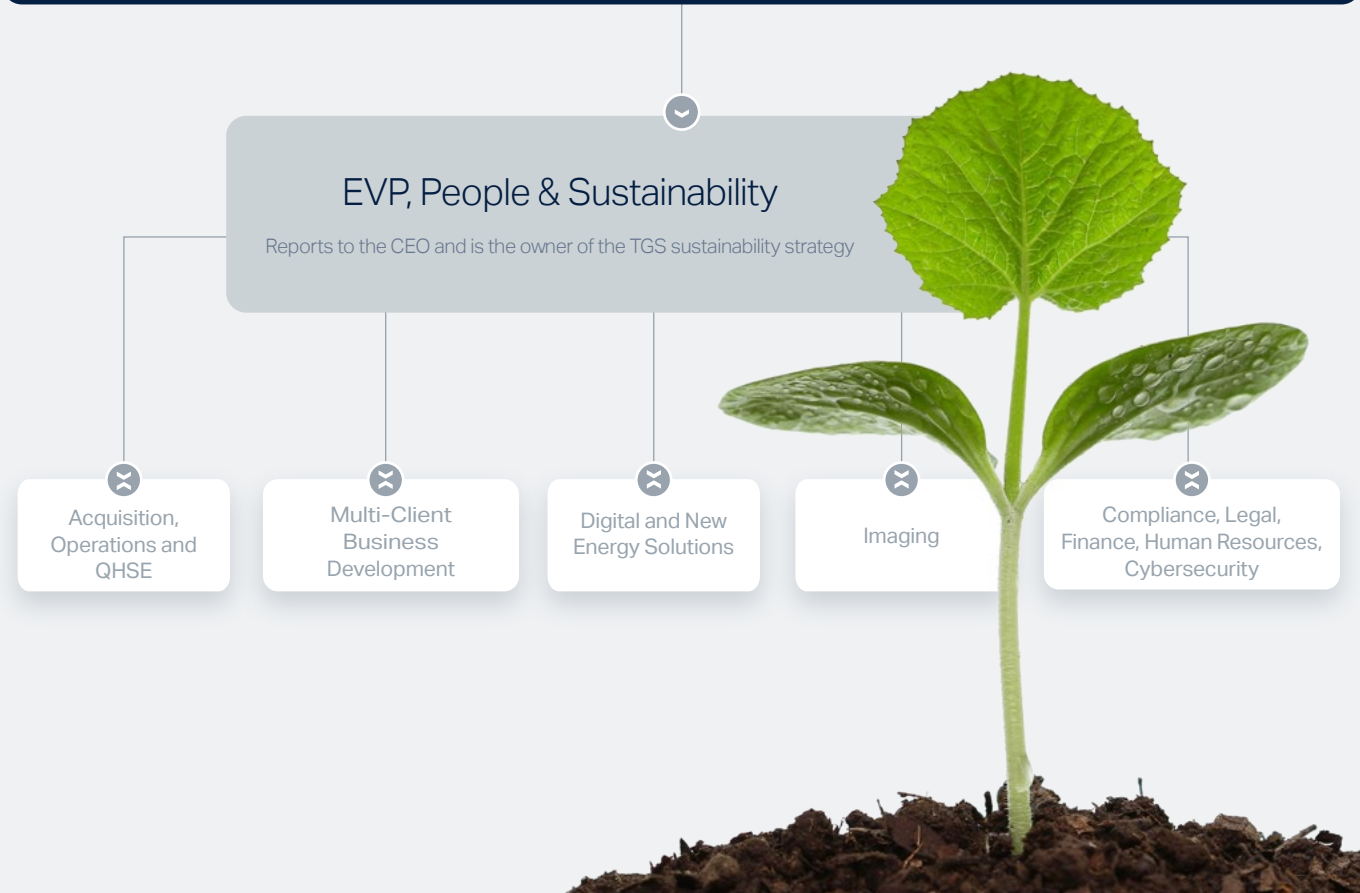 EVP, People & Sustainability
Reports to the CEO and is the owner of the TGS sustainability strategy
Acquisition,
Operations and
QHSE
Multi-Client
Business
Development
Digital and New
Energy Solutions
Imaging
Compliance, Legal,
Finance, Human Resources,
Cybersecurity